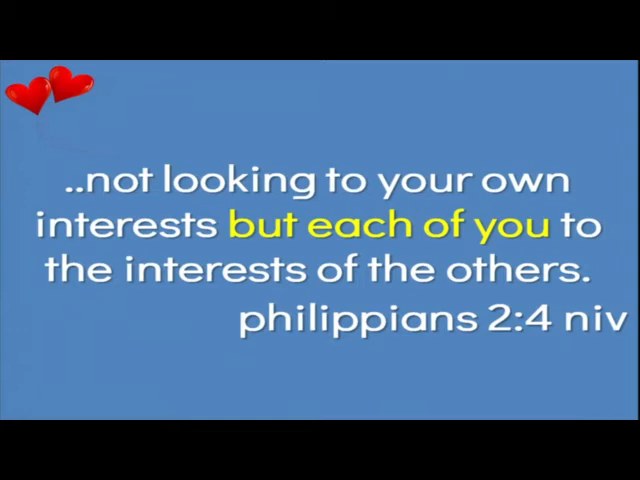 ..not looking to your own
interests but each of you to
the interests of the others.
philippians 2:4 niv